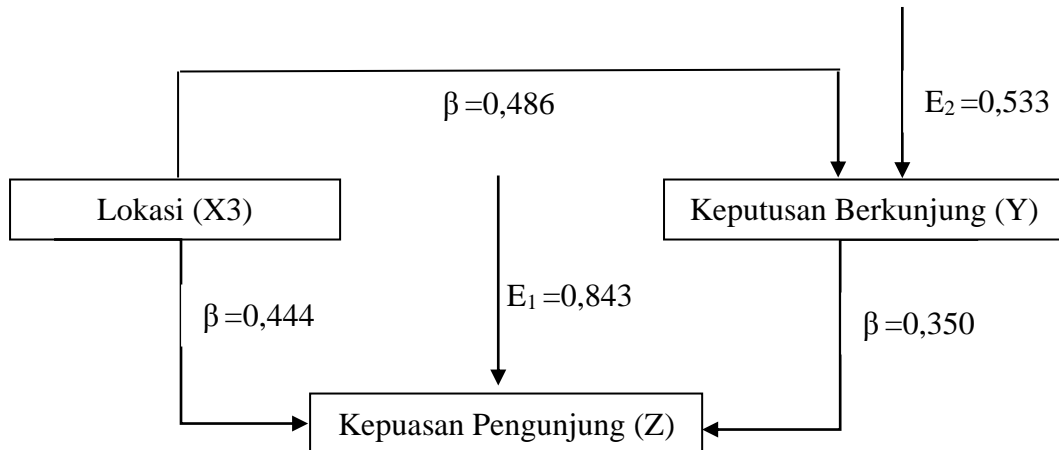 β =0,486
E₂ =0,533
Lokasi (X3)
Keputusan Berkunjung (Y)
β =0,444
E₁ =0,843
β =0,350
Kepuasan Pengunjung (Z)